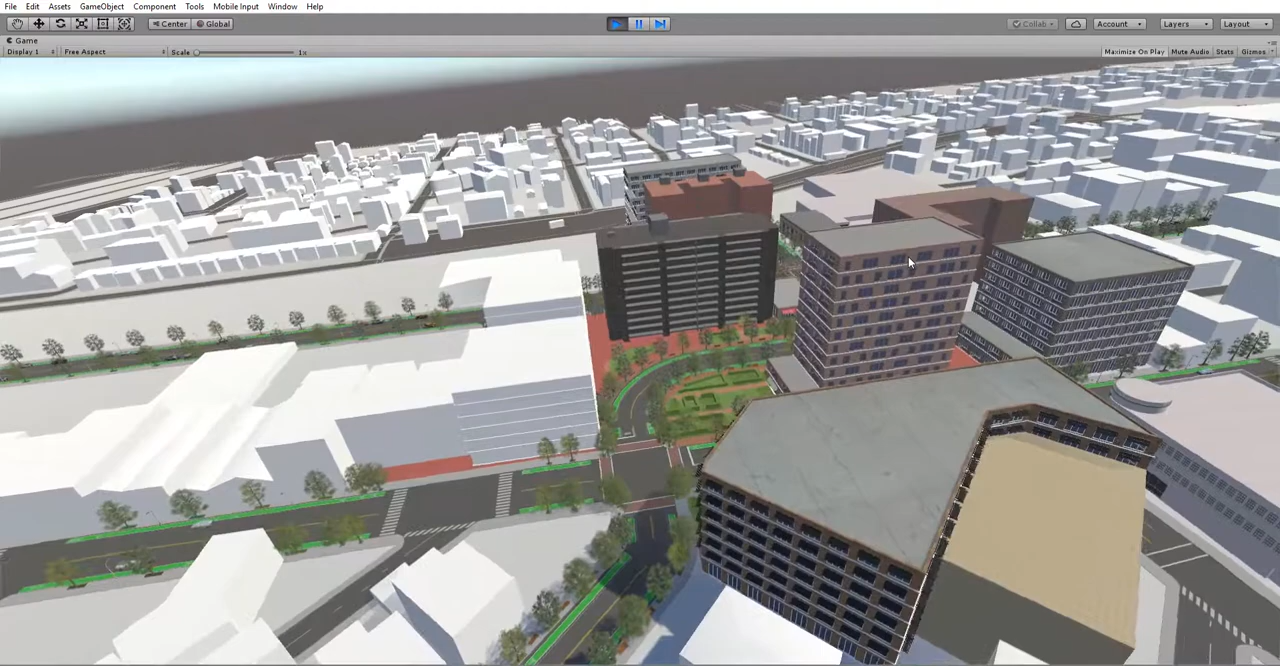 File Edit Assets GameObject Component Tools Mobile Input Window Help
Center Global Collab Account Layers Layout
Game
Display 1 Free Aspect Scale 1x Maximize On Play Mute Audio Stats Gizmos